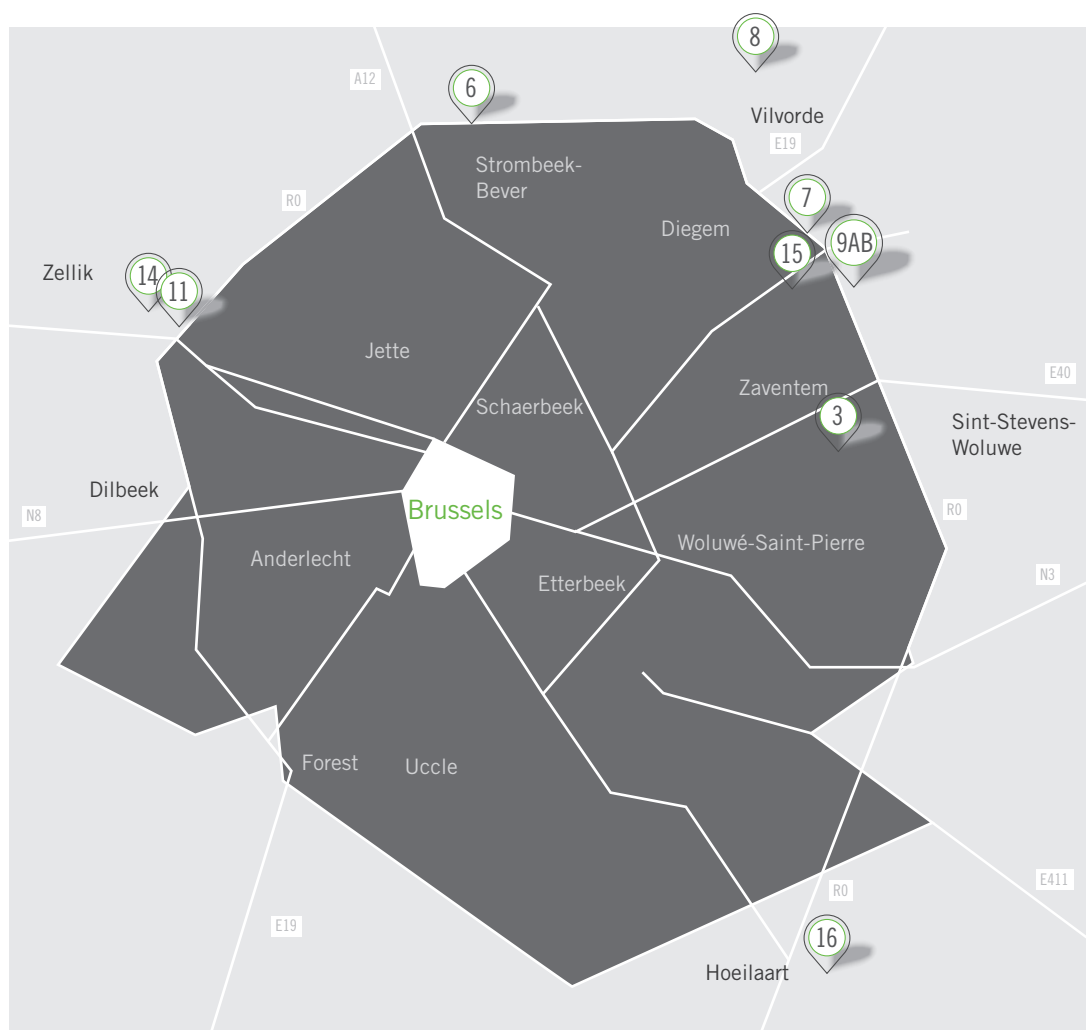 8
A12
6
Vilvorde
E19
Strombeek-
Bever
R0
7
Diegem
9AB
15
Zellik
14
11
Jette
E40
Zaventem
Schaerbeek
3
Sint-Stevens-
Woluwe
Dilbeek
Brussels
R0
N8
Woluwé-Saint-Pierre
Anderlecht
Etterbeek
N3
Forest
Uccle
E411
R0
E19
16
Hoeilaart